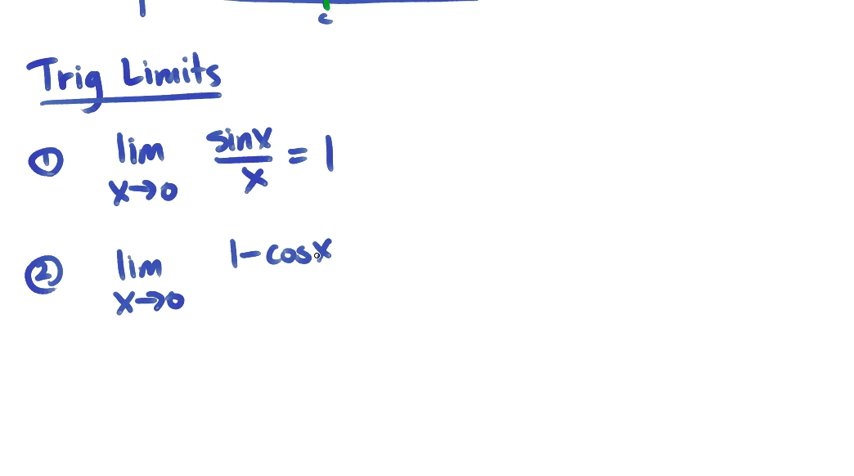 c
Trig Limits
① lim x→0 sinx/x = 1
② lim x→0 1-cosx